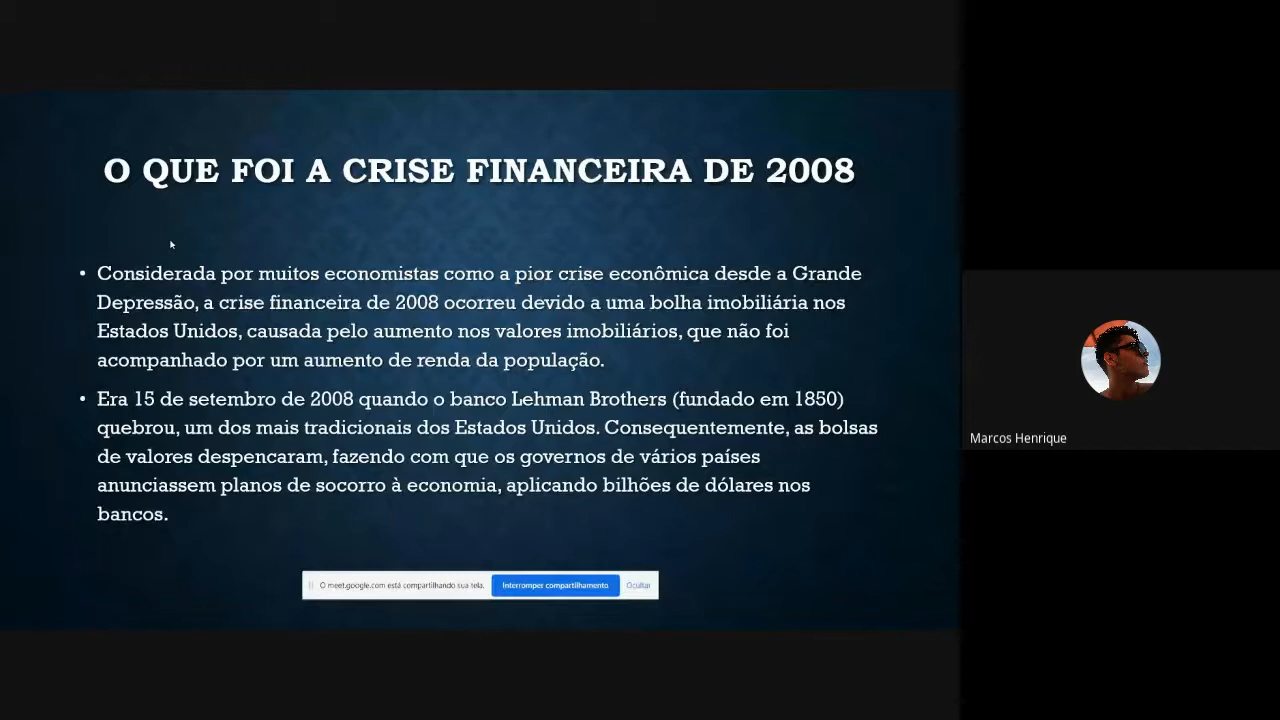 O QUE FOI A CRISE FINANCEIRA DE 2008
• Considerada por muitos economistas como a pior crise econômica desde a Grande
Depressão, a crise financeira de 2008 ocorreu devido a uma bolha imobiliária nos
Estados Unidos, causada pelo aumento nos valores imobiliários, que não foi
acompanhado por um aumento de renda da população.
• Era 15 de setembro de 2008 quando o banco Lehman Brothers (fundado em 1850)
quebrou, um dos mais tradicionais dos Estados Unidos. Consequentemente, as bolsas
de valores despencaram, fazendo com que os governos de vários países
anunciassem planos de socorro à economia, aplicando bilhões de dólares nos
bancos.
O meet.google.com está compartilhando sua tela. Interromper compartilhamento Ocultar
Marcos Henrique